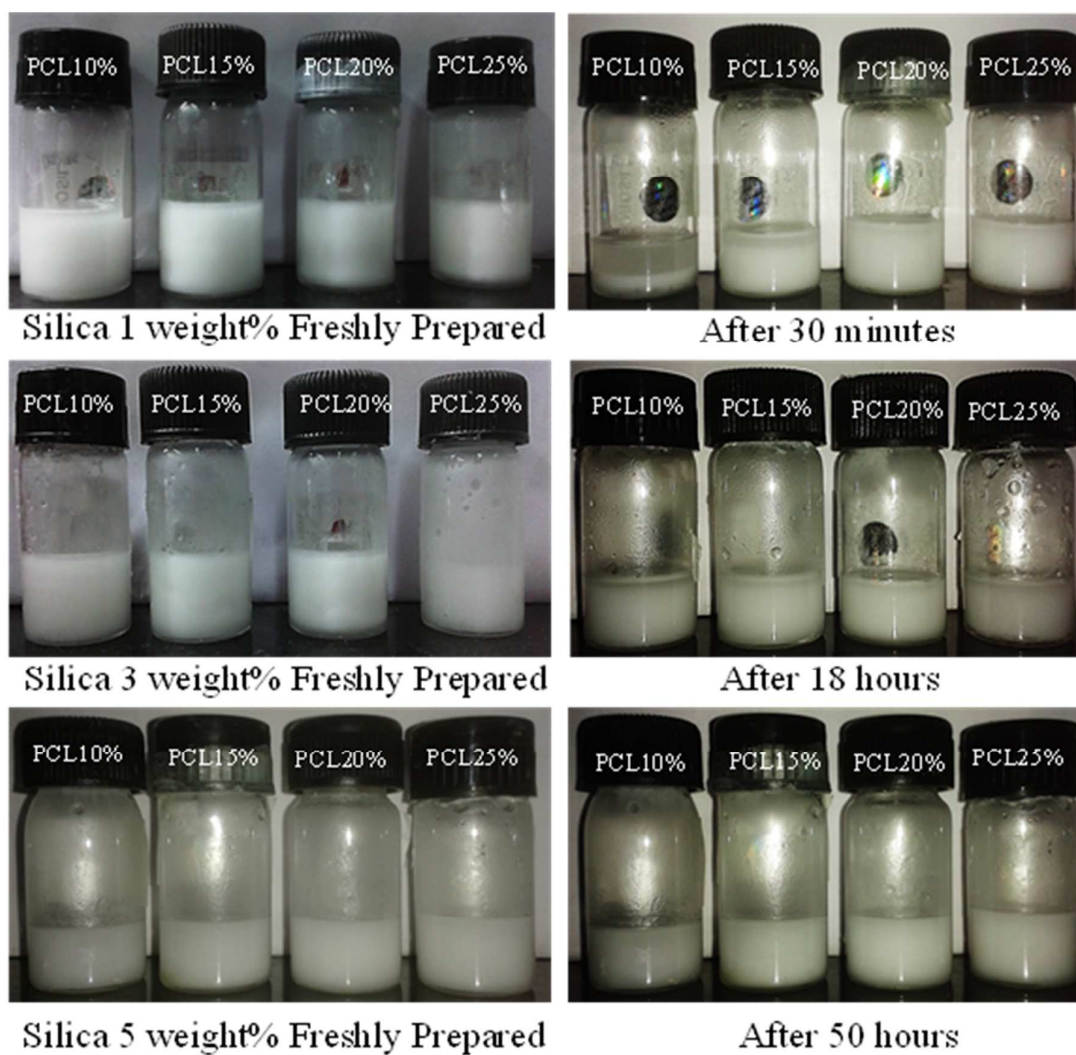 PCL10% PCL15% PCL20% PCL25%
PCL10% PCL15% PCL20% PCL25%
Silica 1 weight% Freshly Prepared
After 30 minutes
PCL10% PCL15% PCL20% PCL25%
PCL10% PCL15% PCL20% PCL25%
Silica 3 weight% Freshly Prepared
After 18 hours
PCL10% PCL15% PCL20% PCL25%
PCL10% PCL15% PCL20% PCL25%
Silica 5 weight% Freshly Prepared
After 50 hours